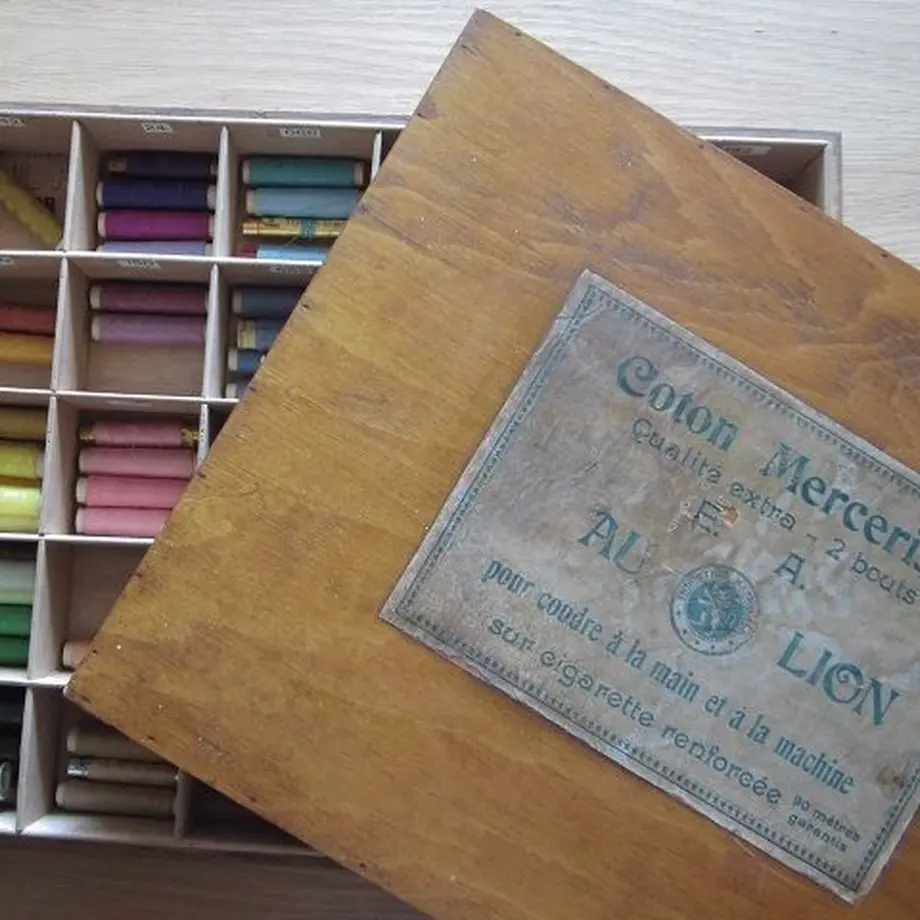 Coton Merceris
Qualité extra - 2 bouts
E. A.
AU LION
pour coudre à la main et à la machine
sur cigarette renforcée
90 mètres
garantis